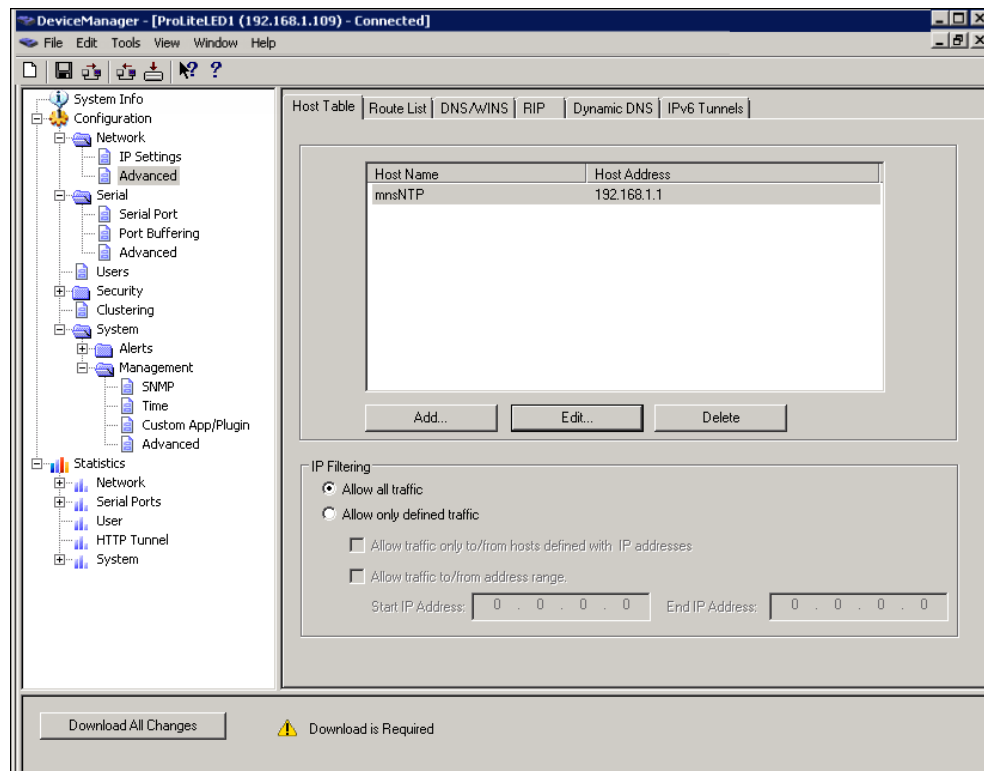 DeviceManager - [ProLiteLED1 (192.168.1.109) - Connected]
File Edit Tools View Window Help
System Info
Configuration
Network
IP Settings
Advanced
Serial
Serial Port
Port Buffering
Advanced
Users
Security
Clustering
System
Alerts
Management
SNMP
Time
Custom App/Plugin
Advanced
Statistics
Network
Serial Ports
User
HTTP Tunnel
System
Host Table Route List DNS/WINS RIP Dynamic DNS IPv6 Tunnels
Host Name Host Address
mnsNTP 192.168.1.1
Add... Edit... Delete
IP Filtering
Allow all traffic
Allow only defined traffic
Allow traffic only to/from hosts defined with IP addresses
Allow traffic to/from address range.
Start IP Address: 0 . 0 . 0 . 0 End IP Address: 0 . 0 . 0 . 0
Download All Changes Download is Required